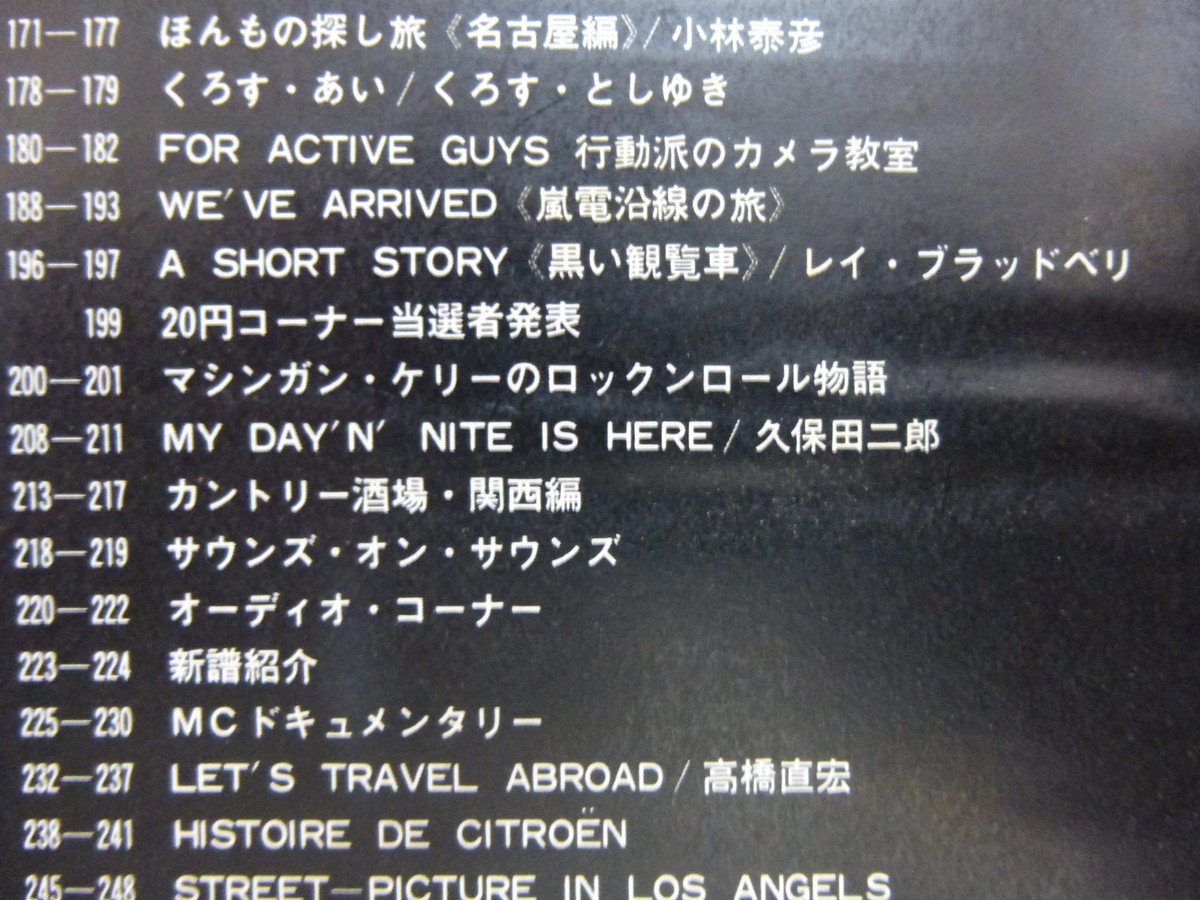 171—177 ほんもの探し旅《名古屋編》/小林泰彦
178—179 くろす・あい/くろす・としゆき
180—182 FOR ACTIVE GUYS 行動派のカメラ教室
188—193 WE'VE ARRIVED《嵐電沿線の旅》
196—197 A SHORT STORY《黒い観覧車》/レイ・ブラッドベリ
199 20円コーナー当選者発表
200—201 マシンガン・ケリーのロックンロール物語
208—211 MY DAY'N' NITE IS HERE/久保田二郎
213—217 カントリー酒場・関西編
218—219 サウンズ・オン・サウンズ
220—222 オーディオ・コーナー
223—224 新譜紹介
225—230 MCドキュメンタリー
232—237 LET'S TRAVEL ABROAD/高橋直宏
238—241 HISTOIRE DE CITROËN
245—248 STREET—PICTURE IN LOS ANGELS